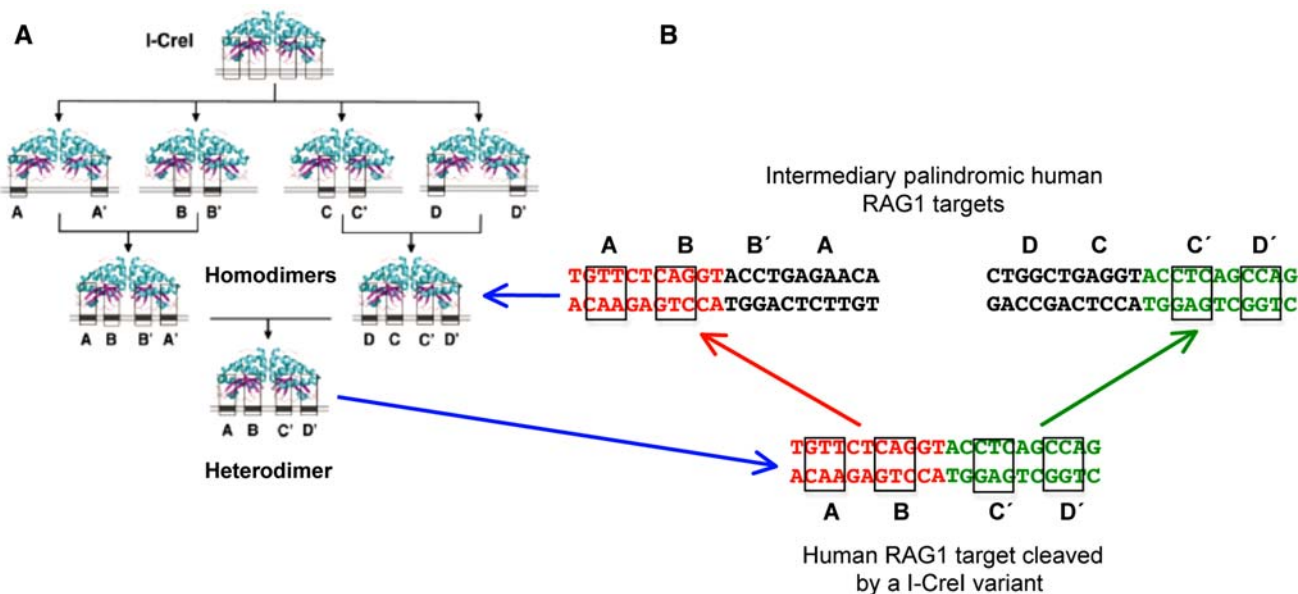 A
I-CreI
A A' B B' C C' D D'
Homodimers
A B B' A' D C C' D'
A B C' D'
Heterodimer
B
Intermediary palindromic human
RAG1 targets
A B B´ A D C C´ D´
TGTTCTCAGGTACCTGAGAACA CTGGCTGAGGTACCTCAGCCAG
ACAAGAGTCCATGGACTCTTGT GACCGACTCCATGGAGTCGGTC
TGTTCTCAGGTACCTCAGCCAG
ACAAGAGTCCATGGAGTCGGTC
A B C´ D´
Human RAG1 target cleaved
by a I-CreI variant